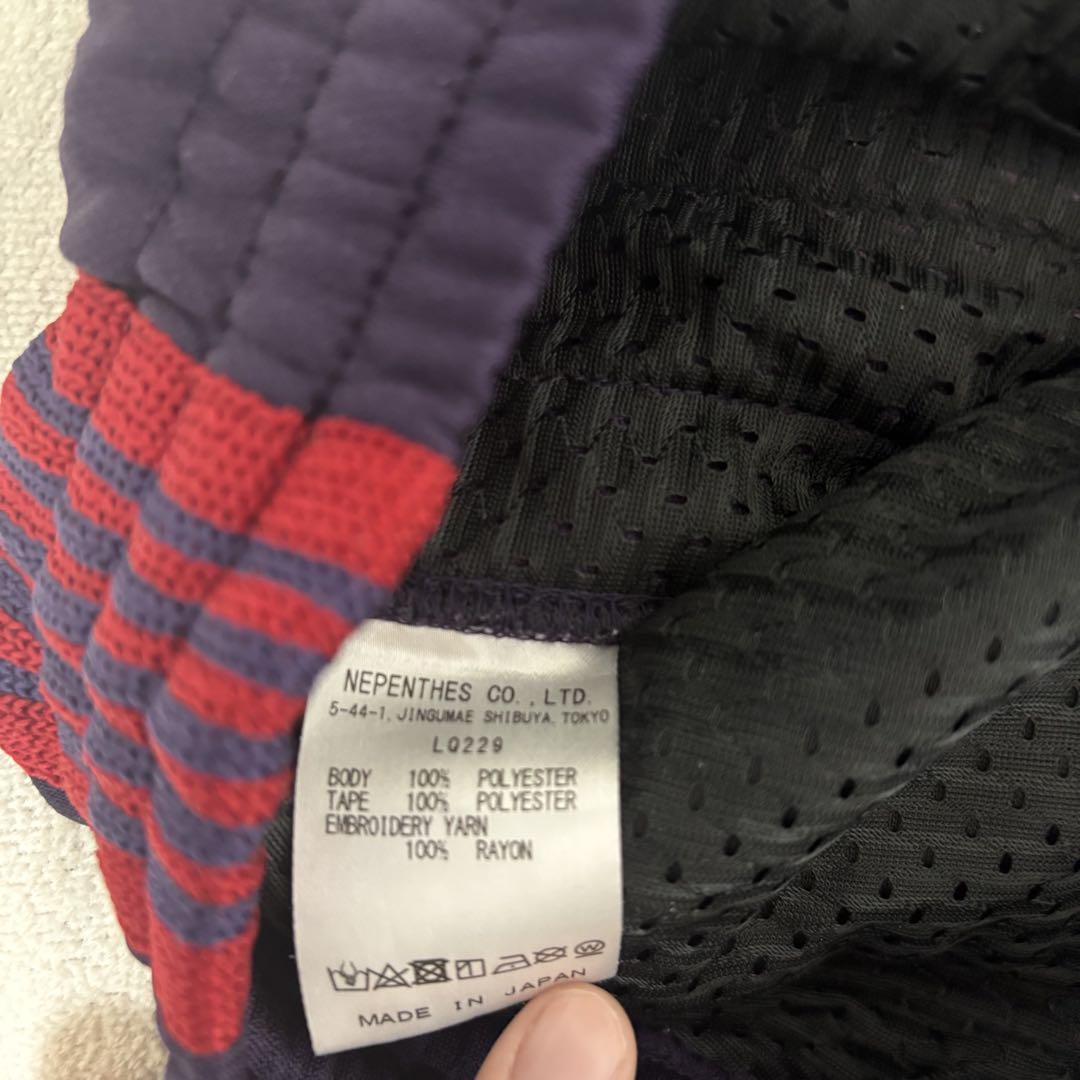 NEPENTHES CO., LTD.
5-44-1, JINGUMAE SHIBUYA, TOKYO
LQ229
BODY 100% POLYESTER
TAPE 100% POLYESTER
EMBROIDERY YARN
100% RAYON
W
MADE IN JAPAN